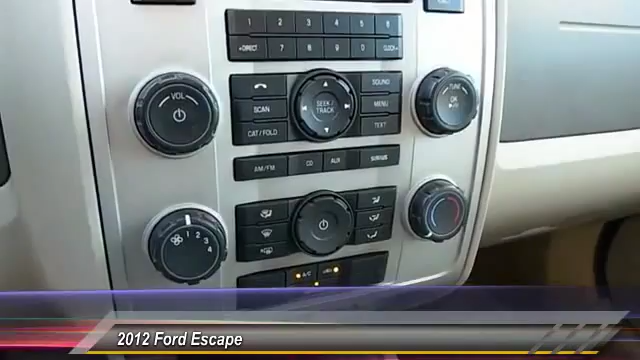 1 2 3 4 5 6
◂DIRECT 7 8 9 0 QUICK▸
VOL
SEEK/
TRACK
SCAN
CAT/FOLD
SOUND
MENU
TEXT
TUNE
OK
AM/FM CD AUX SIRIUS
1 2 3 4
A/C
2012 Ford Escape